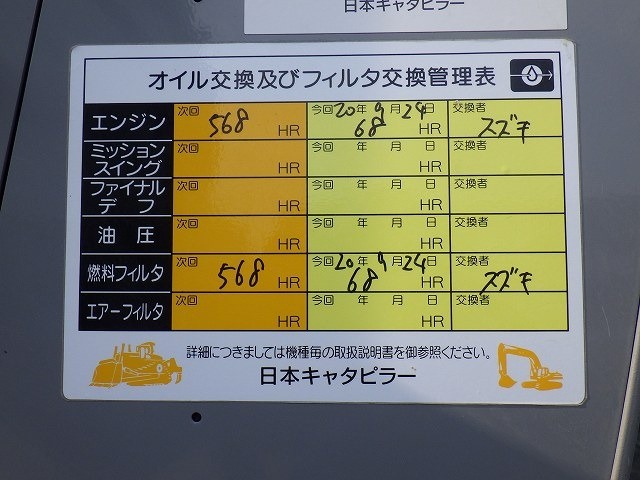 日本キャタピラー
オイル交換及びフィルタ交換管理表
エンジン 次回 568 HR 今回 20年 9月 24日 68 HR 交換者 スズキ
ミッション スイング 次回 HR 今回 年 月 日 HR 交換者
ファイナル デフ 次回 HR 今回 年 月 日 HR 交換者
油圧 次回 HR 今回 年 月 日 HR 交換者
燃料フィルタ 次回 568 HR 今回 20年 9月 24日 68 HR 交換者 スズキ
エアーフィルタ 次回 HR 今回 年 月 日 HR 交換者
詳細につきましては機種毎の取扱説明書を御参照ください。
日本キャタピラー